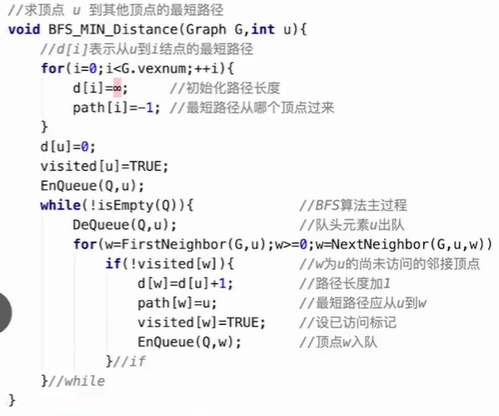 //求顶点 u 到其他顶点的最短路径
void BFS_MIN_Distance(Graph G,int u){
    //d[i]表示从u到i结点的最短路径
    for(i=0;i<G.vexnum;++i){
        d[i]=∞;     //初始化路径长度
        path[i]=-1; //最短路径从哪个顶点过来
    }
    d[u]=0;
    visited[u]=TRUE;
    EnQueue(Q,u);
    while(!isEmpty(Q)){             //BFS算法主过程
        DeQueue(Q,u);               //队头元素u出队
        for(w=FirstNeighbor(G,u);w>=0;w=NextNeighbor(G,u,w))
            if(!visited[w]){        //w为u的尚未访问的邻接顶点
                d[w]=d[u]+1;        //路径长度加1
                path[w]=u;          //最短路径应从u到w
                visited[w]=TRUE;    //设已访问标记
                EnQueue(Q,w);       //顶点w入队
            }//if
    }//while
}